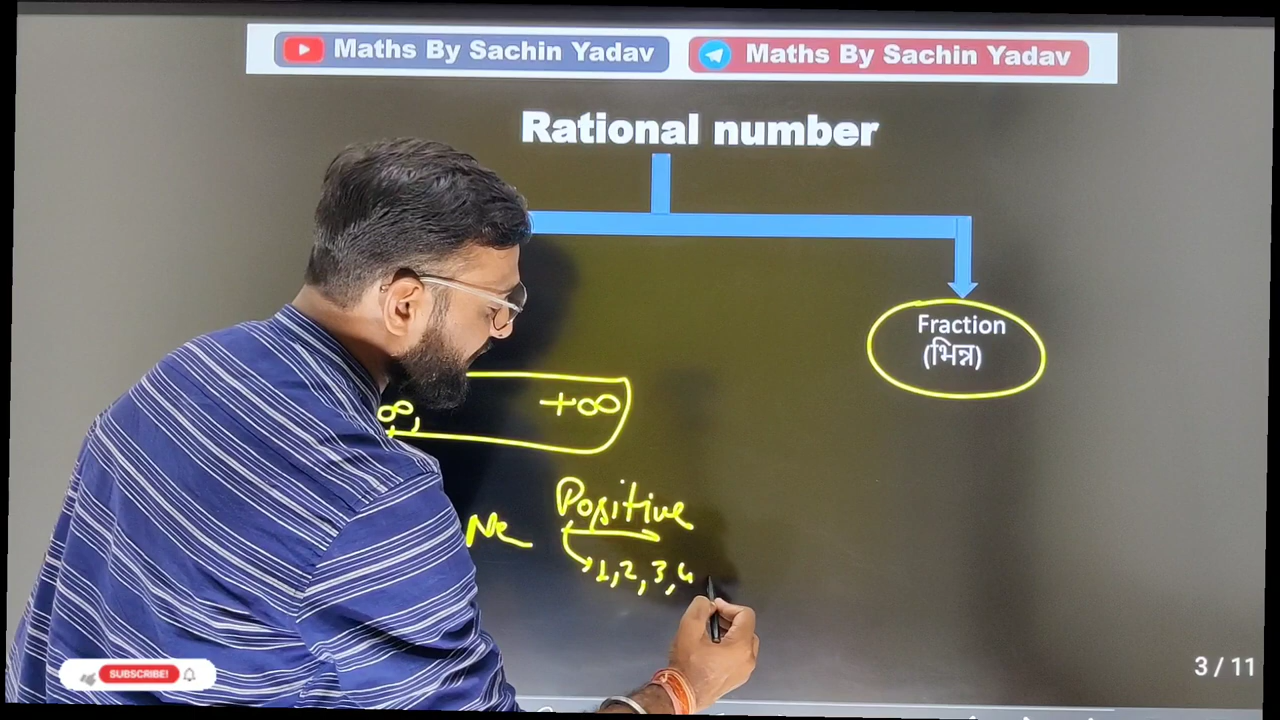 Maths By Sachin Yadav Maths By Sachin Yadav
Rational number
Fraction
(भिन्न)
∞, +∞
Positive
Ne
1, 2, 3, 4
SUBSCRIBE!
3 / 11